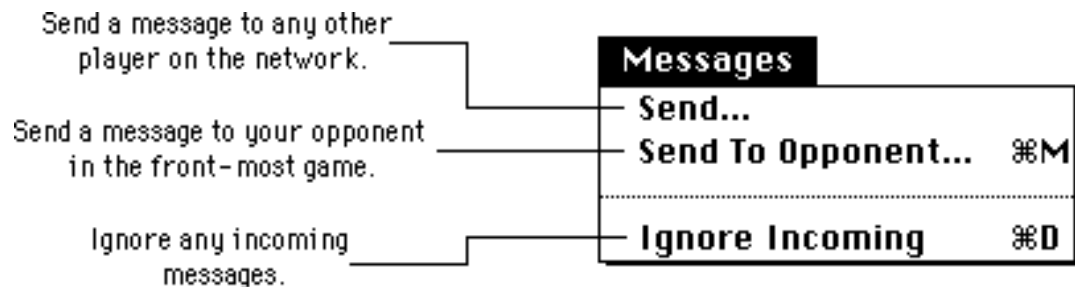 Send a message to any other
player on the network.
Send a message to your opponent
in the front-most game.
Ignore any incoming
messages.
Messages
Send...
Send To Opponent... ⌘M
Ignore Incoming ⌘D